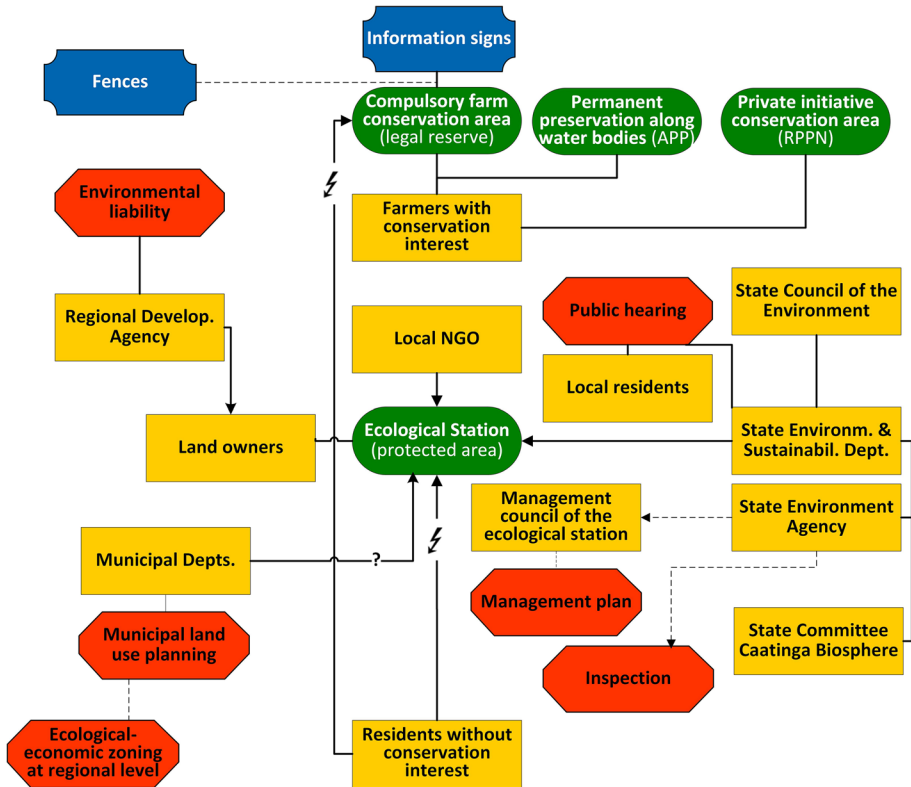 Information signs
Fences
Compulsory farm
conservation area
(legal reserve)
Permanent
preservation along
water bodies (APP)
Private initiative
conservation area
(RPPN)
Environmental
liability
Farmers with
conservation
interest
Regional Develop.
Agency
Local NGO
Public hearing
State Council of the
Environment
Local residents
Land owners
Ecological Station
(protected area)
State Environm. &
Sustainabil. Dept.
Management
council of the
ecological station
State Environment
Agency
Municipal Depts.
?
Management plan
Municipal land
use planning
State Committee
Caatinga Biosphere
Inspection
Ecological-
economic zoning
at regional level
Residents without
conservation
interest